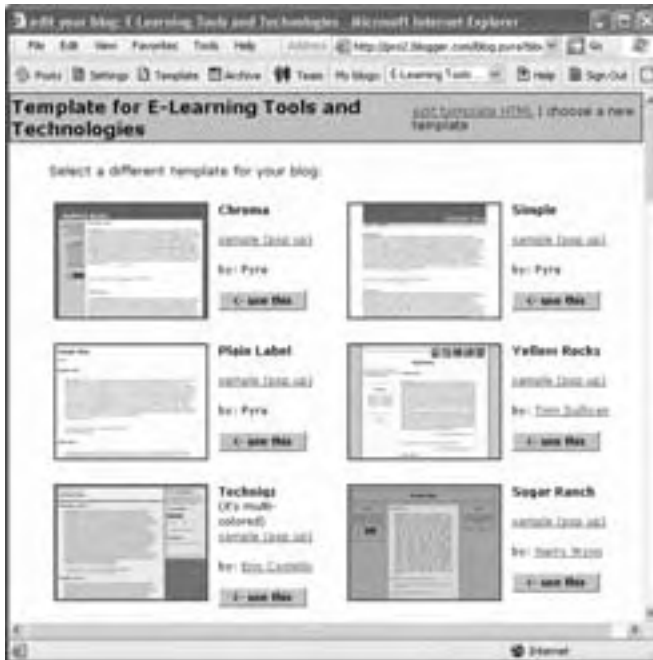 edit your blog: E-Learning Tools and Technologies - Microsoft Internet Explorer
File Edit View Favorites Tools Help Address Go
Posts Settings Template Archive Team My blogs: E-Learning Tools Help Sign Out
Template for E-Learning Tools and
Technologies
edit template HTML | choose a new
template
Select a different template for your blog:
Chroma
sample (pop up)
by: Pyra
<- use this
Simple
sample (pop up)
by: Pyra
<- use this
Plain Label
sample (pop up)
by: Pyra
<- use this
Yellow Rocks
sample (pop up)
by: Tom Sullivan
<- use this
Techniqs
(it's multi-
colored)
sample (pop up)
by: Eric Costello
<- use this
Sugar Ranch
sample (pop up)
by:
<- use this
Internet